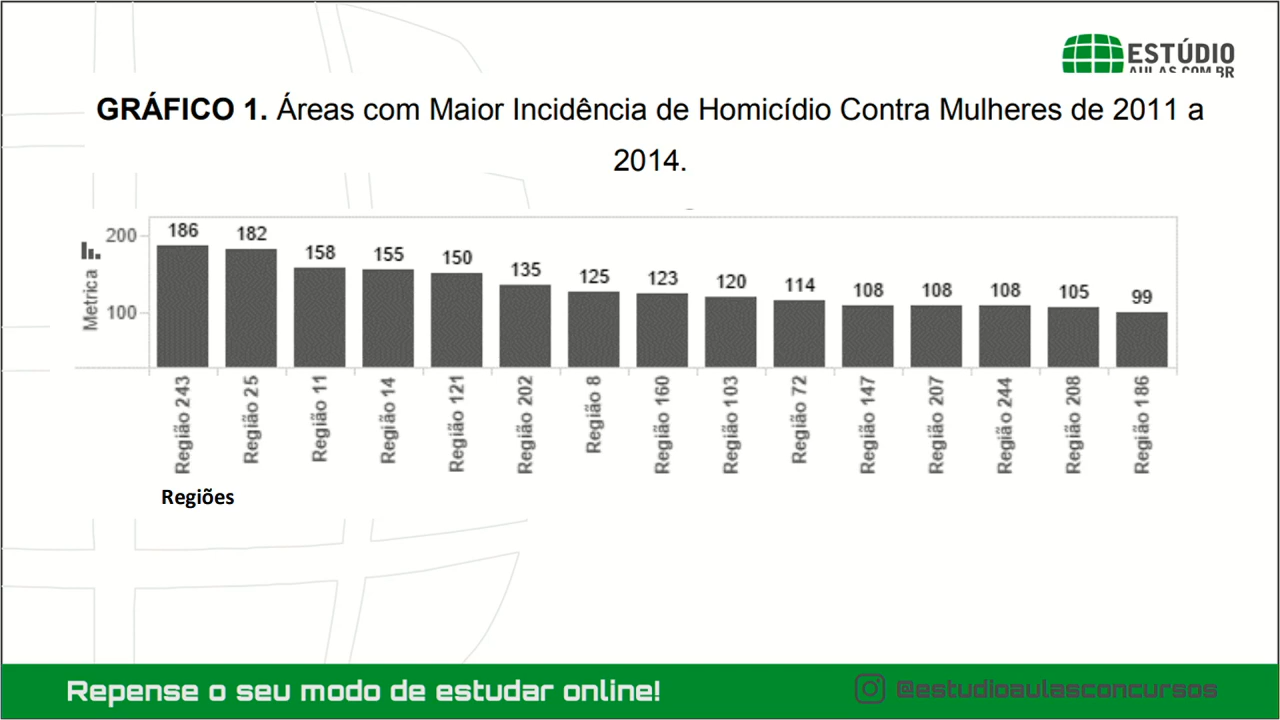 ESTÚDIO
AULAS.COM.BR
GRÁFICO 1. Áreas com Maior Incidência de Homicídio Contra Mulheres de 2011 a
2014.
186 182 158 155 150 135 125 123 120 114 108 108 108 105 99
200
100
Metrica
Região 243
Região 25
Região 11
Região 14
Região 121
Região 202
Região 8
Região 160
Região 103
Região 72
Região 147
Região 207
Região 244
Região 208
Região 186
Regiões
Repense o seu modo de estudar online!
@estudioaulasconcursos